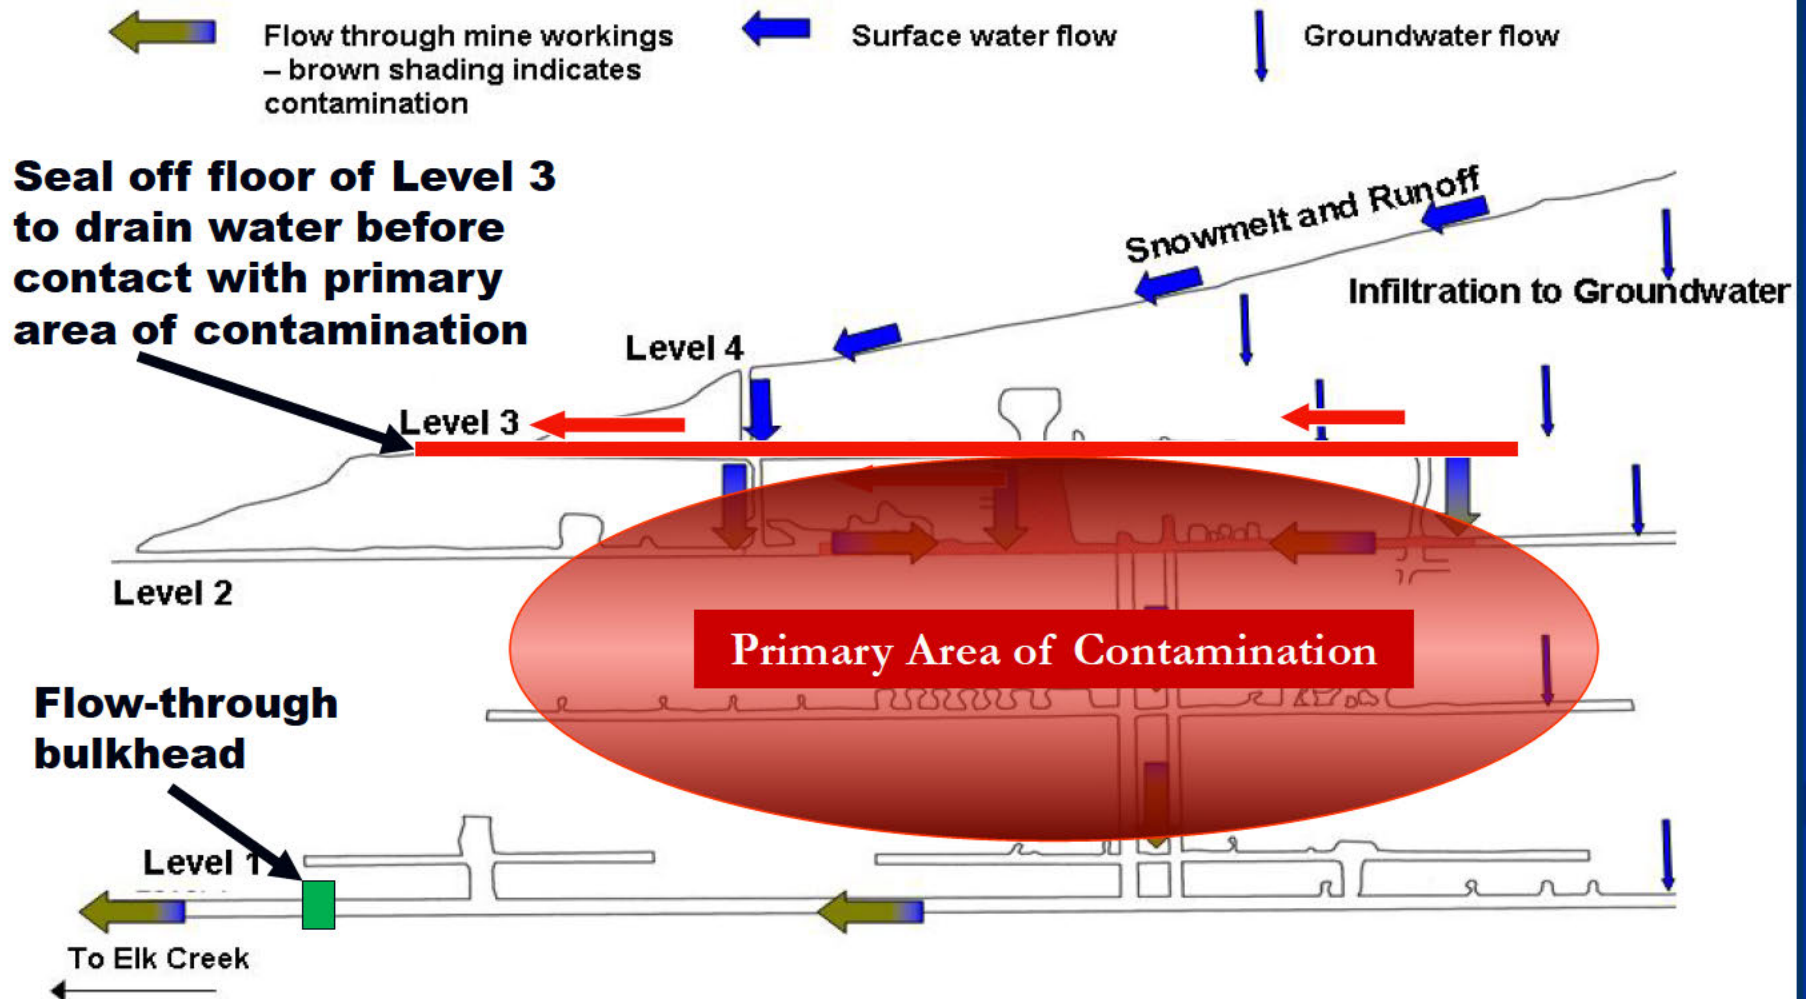 Flow through mine workings
– brown shading indicates
contamination
Surface water flow
Groundwater flow
Seal off floor of Level 3
to drain water before
contact with primary
area of contamination
Snowmelt and Runoff
Infiltration to Groundwater
Level 4
Level 3
Level 2
Primary Area of Contamination
Flow-through
bulkhead
Level 1
To Elk Creek